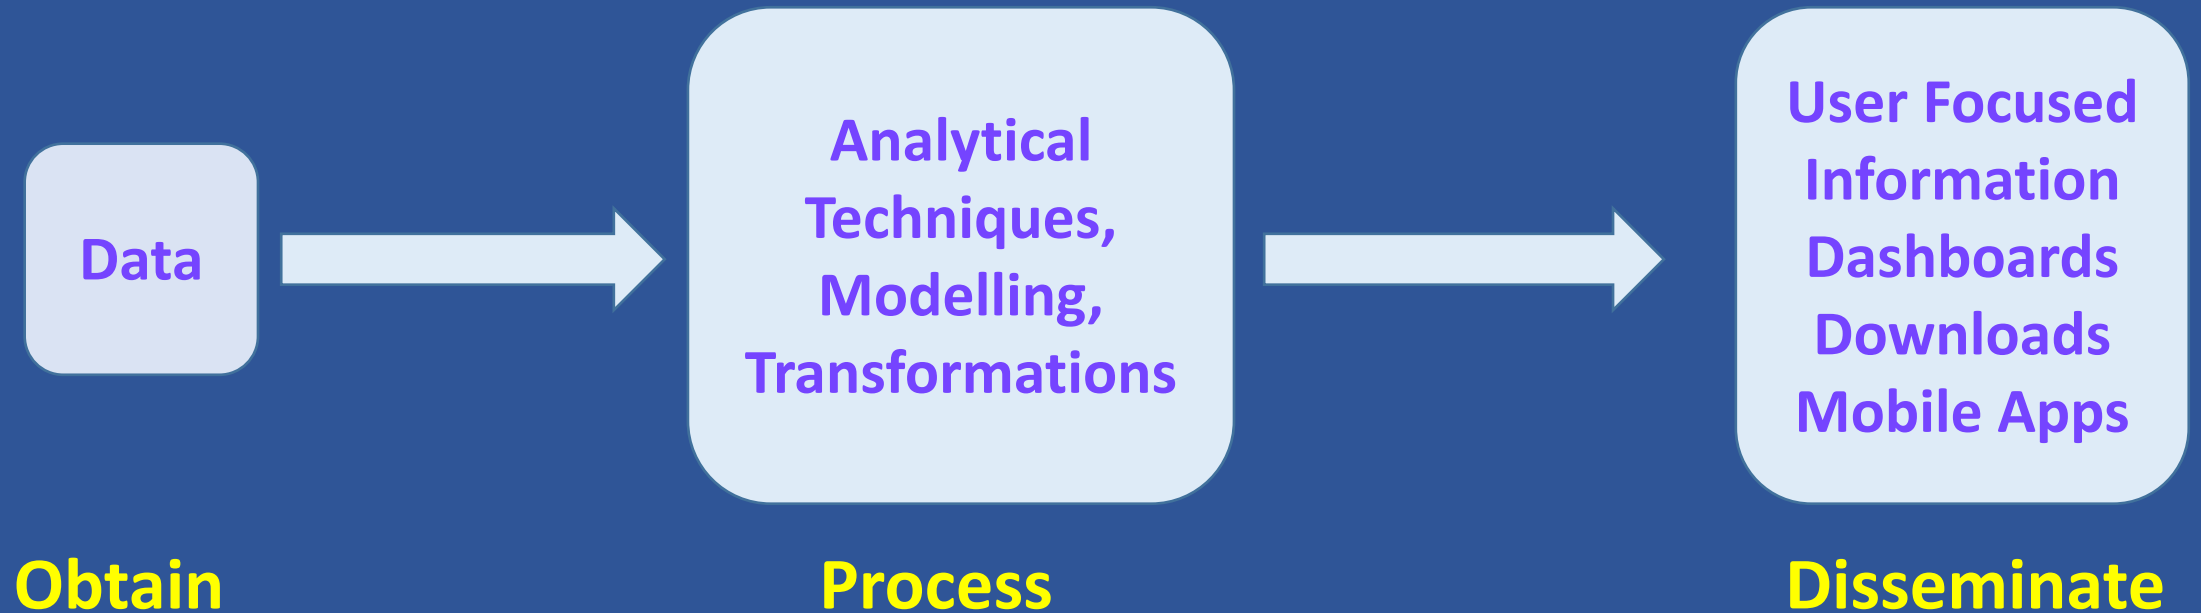 Data
Analytical
Techniques,
Modelling,
Transformations
User Focused
Information
Dashboards
Downloads
Mobile Apps
Obtain
Process
Disseminate